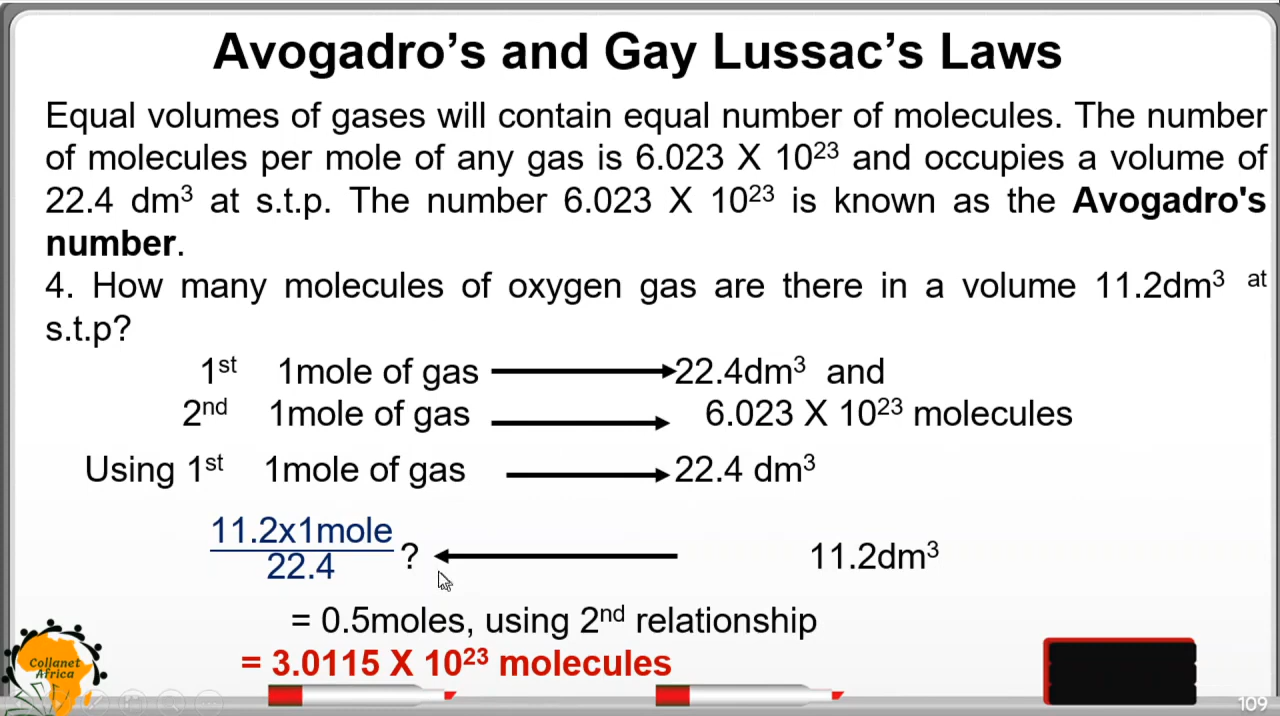 Avogadro’s and Gay Lussac’s Laws
Equal volumes of gases will contain equal number of molecules. The number
of molecules per mole of any gas is 6.023 X 10²³ and occupies a volume of
22.4 dm³ at s.t.p. The number 6.023 X 10²³ is known as the Avogadro's
number.
4. How many molecules of oxygen gas are there in a volume 11.2dm³ at
s.t.p?
1st 1mole of gas 22.4dm³ and
2nd 1mole of gas 6.023 X 10²³ molecules
Using 1st 1mole of gas 22.4 dm³
11.2x1mole
22.4
? 11.2dm³
= 0.5moles, using 2nd relationship
= 3.0115 X 10²³ molecules
Collanet
Africa
109